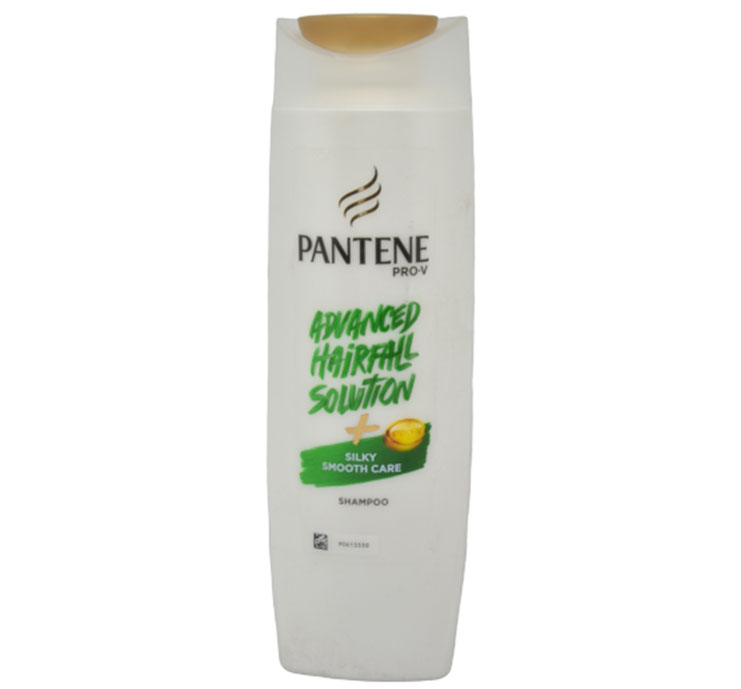 PANTENE
PRO-V
ADVANCED
HAIRFALL
SOLUTION
+
SILKY
SMOOTH CARE
SHAMPOO